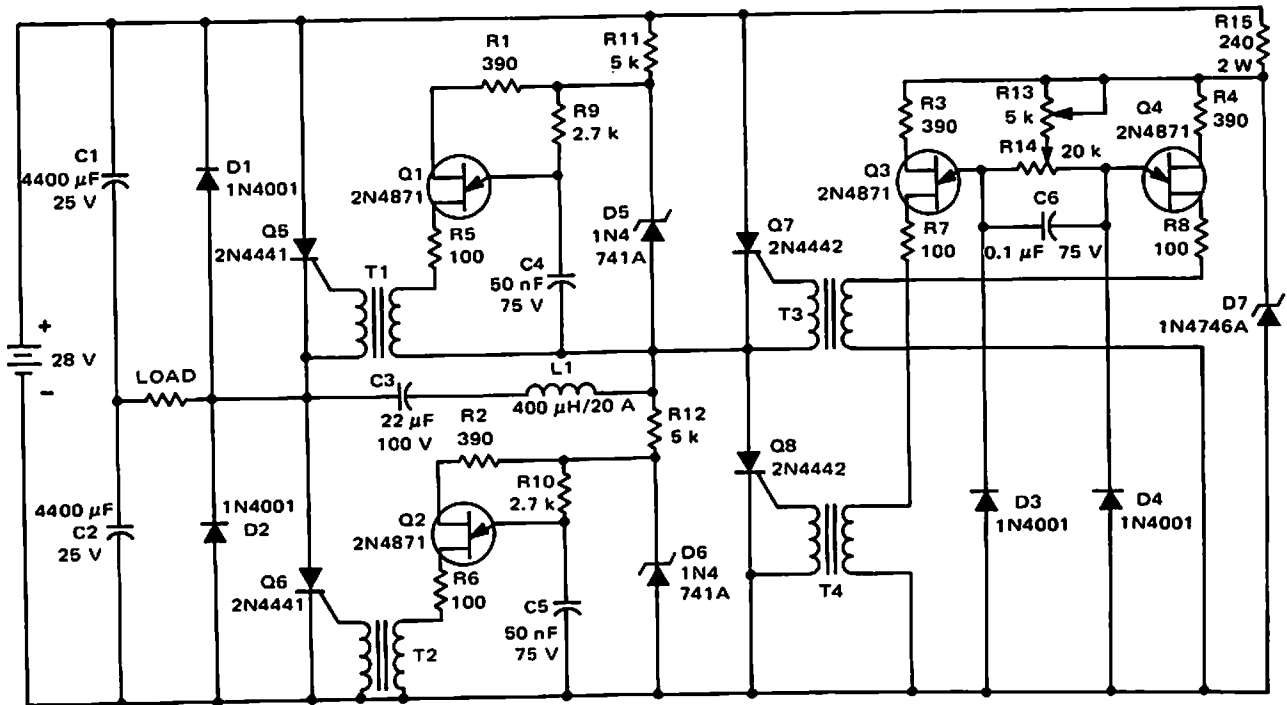 R1
390
R11
5 k
R15
240
2 W
R9
2.7 k
R3
390
R13
5 k
Q4
2N4871
R4
390
C1
4400 µF
25 V
D1
1N4001
Q1
2N4871
R14
20 k
Q3
2N4871
C6
0.1 µF
75 V
Q5
2N4441
R5
100
C4
50 nF
75 V
D5
1N4
741A
Q7
2N4442
R7
100
R8
100
T1
T3
D7
1N4746A
+
28 V
−
LOAD
C3
22 µF
100 V
L1
400 µH/20 A
R12
5 k
R2
390
R10
2.7 k
Q8
2N4442
4400 µF
C2
25 V
1N4001
D2
Q2
2N4871
D3
1N4001
D4
1N4001
Q6
2N4441
R6
100
C5
50 nF
75 V
D6
1N4
741A
T4
T2